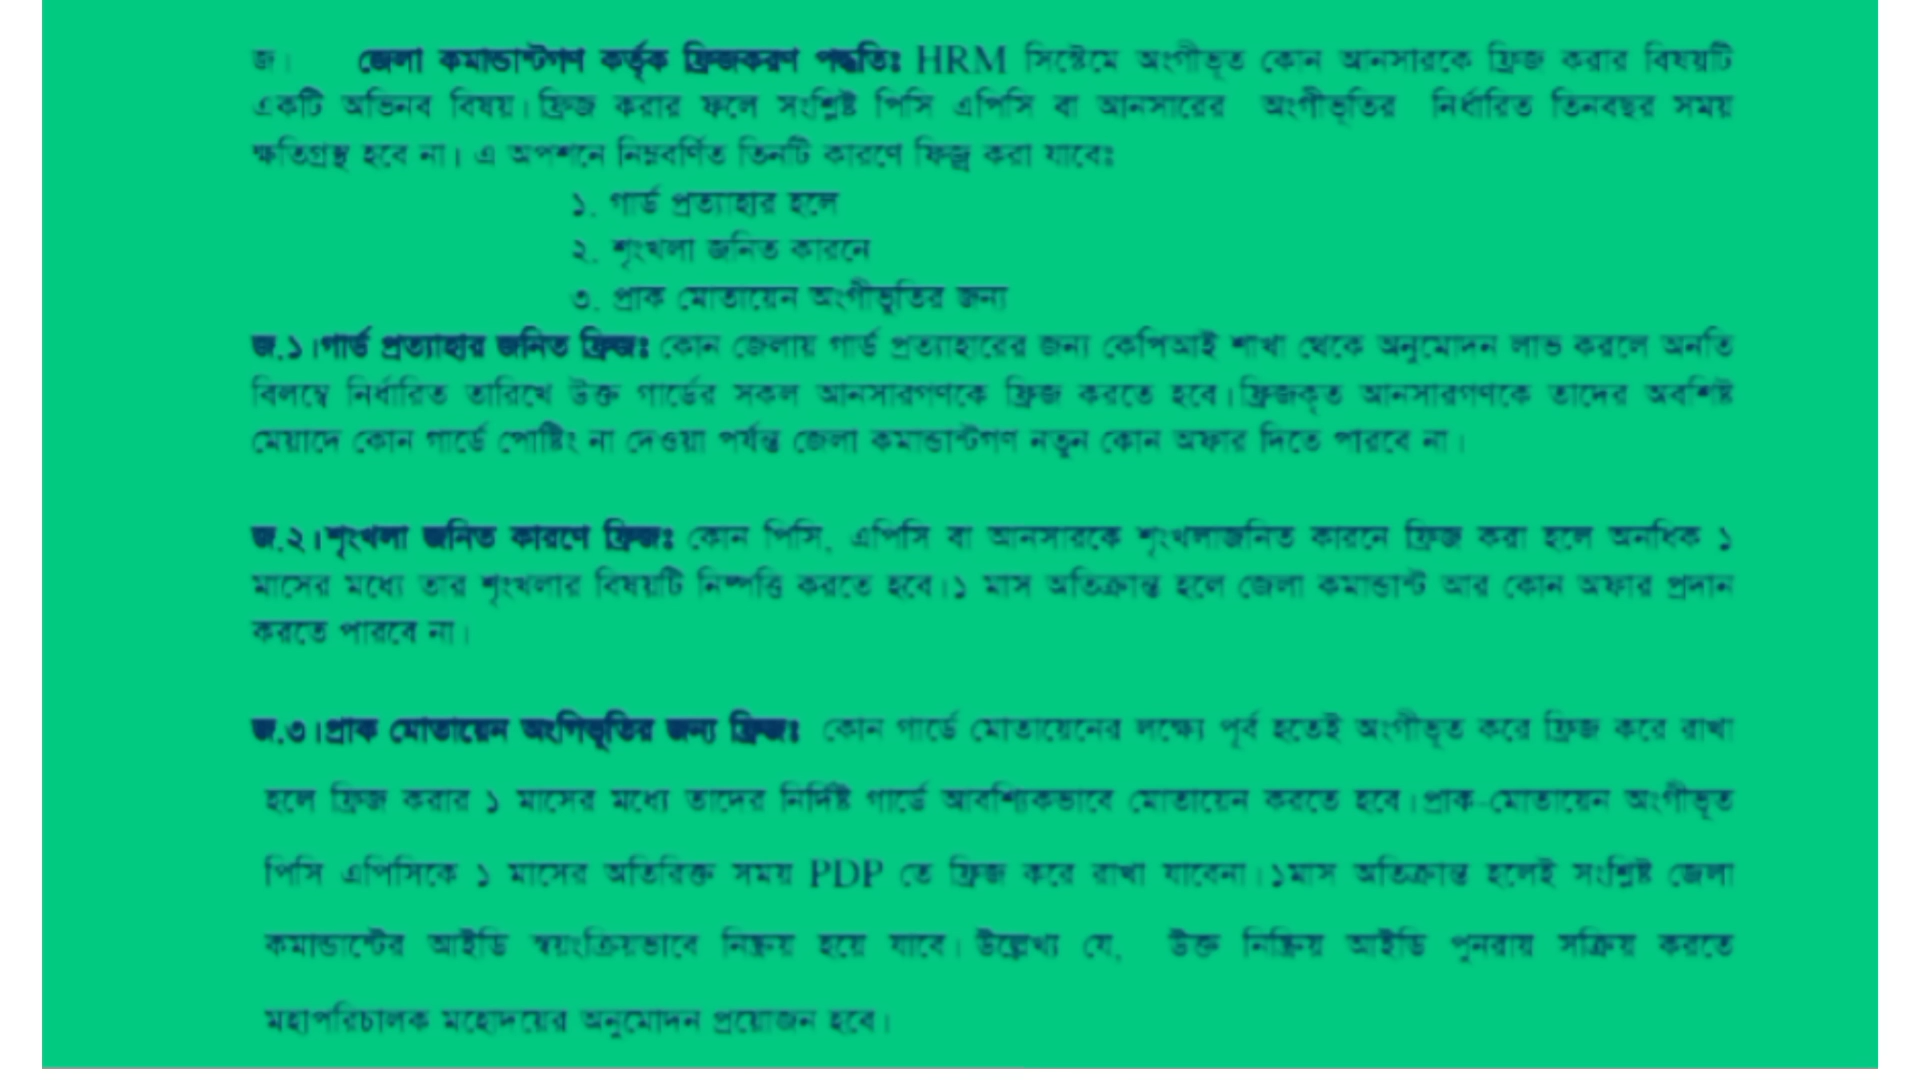 জ। জেলা কমান্ডান্টগণ কর্তৃক ফ্রিজকরণ পদ্ধতিঃ HRM সিস্টেমে অংগীভূত কোন আনসারকে ফ্রিজ করার বিষয়টি
একটি অভিনব বিষয়। ফ্রিজ করার ফলে সংশ্লিষ্ট পিসি এপিসি বা আনসারের অংগীভূতির নির্ধারিত তিনবছর সময়
ক্ষতিগ্রস্থ হবে না। এ অপশনে নিম্নবর্ণিত তিনটি কারণে ফ্রিজ করা যাবেঃ
১. গার্ড প্রত্যাহার হলে
২. শৃংখলা জনিত কারনে
৩. প্রাক মোতায়েন অংগীভূতির জন্য
জ.১।গার্ড প্রত্যাহার জনিত ফ্রিজঃ কোন জেলায় গার্ড প্রত্যাহারের জন্য কেপিআই শাখা থেকে অনুমোদন লাভ করলে অনতি
বিলম্বে নির্ধারিত তারিখে উক্ত গার্ডের সকল আনসারগণকে ফ্রিজ করতে হবে।ফ্রিজকৃত আনসারগণকে তাদের অবশিষ্ট
মেয়াদে কোন গার্ডে পোষ্টিং না দেওয়া পর্যন্ত জেলা কমান্ডান্টগণ নতুন কোন অফার দিতে পারবে না।
জ.২।শৃংখলা জনিত কারণে ফ্রিজঃ কোন পিসি, এপিসি বা আনসারকে শৃংখলাজনিত কারনে ফ্রিজ করা হলে অনধিক ১
মাসের মধ্যে তার শৃংখলার বিষয়টি নিষ্পত্তি করতে হবে।১ মাস অতিক্রান্ত হলে জেলা কমান্ডান্ট আর কোন অফার প্রদান
করতে পারবে না।
জ.৩।প্রাক মোতায়েন অংগিভূতির জন্য ফ্রিজঃ কোন গার্ডে মোতায়েনের লক্ষ্যে পূর্ব হতেই অংগীভূত করে ফ্রিজ করে রাখা
হলে ফ্রিজ করার ১ মাসের মধ্যে তাদের নির্দিষ্ট গার্ডে আবশ্যিকভাবে মোতায়েন করতে হবে।প্রাক-মোতায়েন অংগীভূত
পিসি এপিসিকে ১ মাসের অতিরিক্ত সময় PDP তে ফ্রিজ করে রাখা যাবেনা।১মাস অতিক্রান্ত হলেই সংশ্লিষ্ট জেলা
কমান্ডান্টের আইডি স্বয়ংক্রিয়ভাবে নিষ্ক্রয় হয়ে যাবে। উল্লেখ্য যে, উক্ত নিষ্ক্রিয় আইডি পুনরায় সক্রিয় করতে
মহাপরিচালক মহোদয়ের অনুমোদন প্রয়োজন হবে।